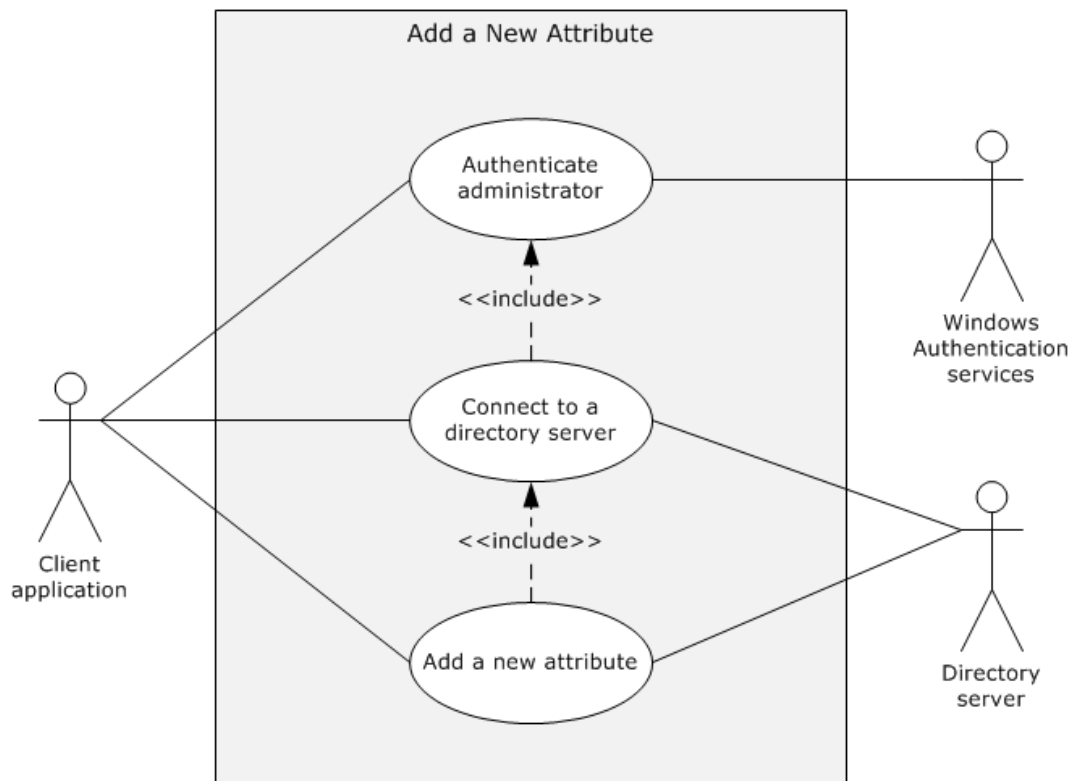 Add a New Attribute
Authenticate
administrator
<<include>>
Windows
Authentication
services
Connect to a
directory server
Client
application
<<include>>
Add a new attribute
Directory
server